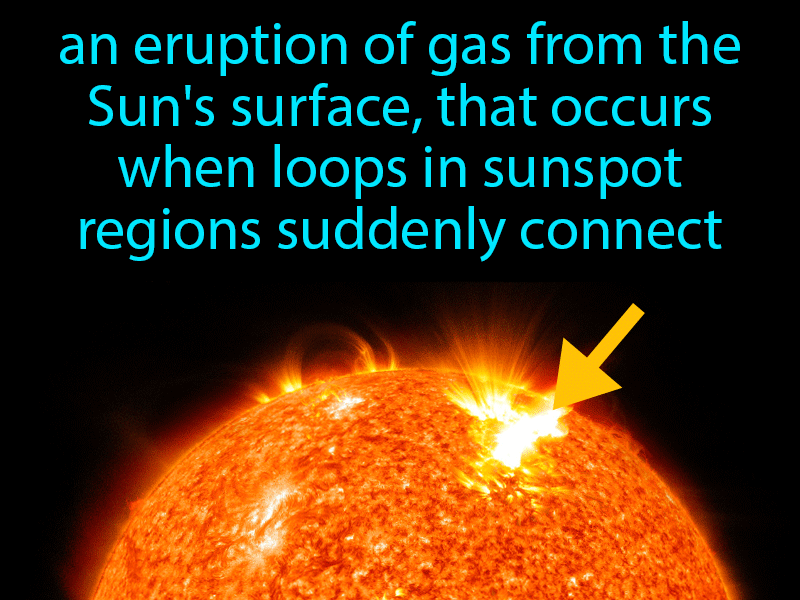 an eruption of gas from the
Sun's surface, that occurs
when loops in sunspot
regions suddenly connect